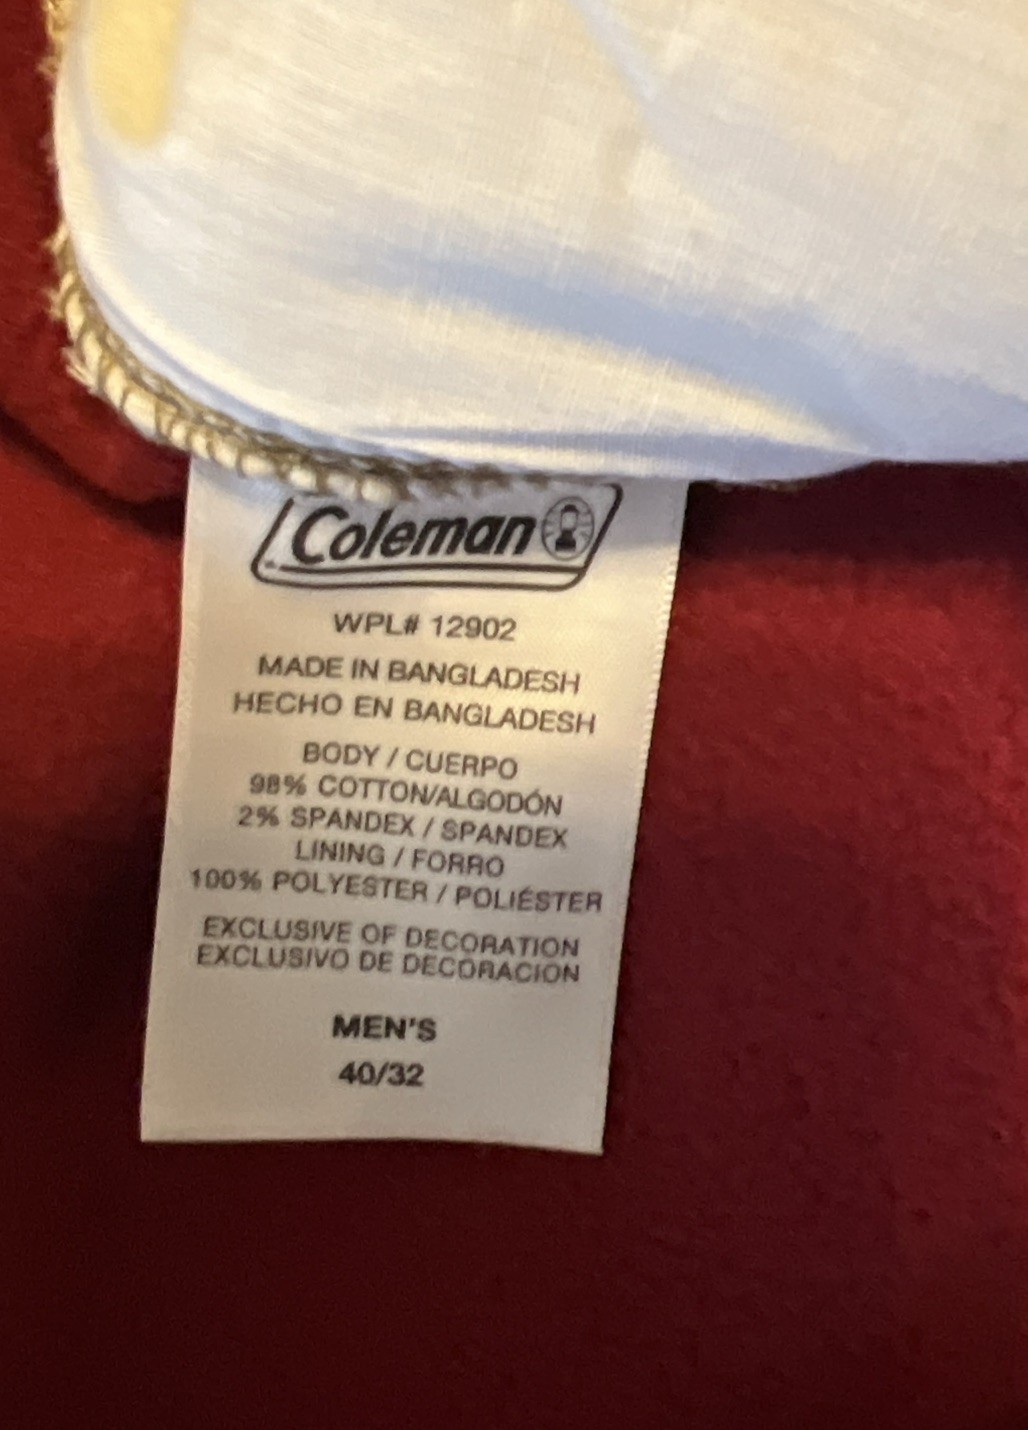 Coleman
WPL# 12902
MADE IN BANGLADESH
HECHO EN BANGLADESH
BODY / CUERPO
98% COTTON/ALGODÓN
2% SPANDEX / SPANDEX
LINING / FORRO
100% POLYESTER / POLIÉSTER
EXCLUSIVE OF DECORATION
EXCLUSIVO DE DECORACION
MEN'S
40/32